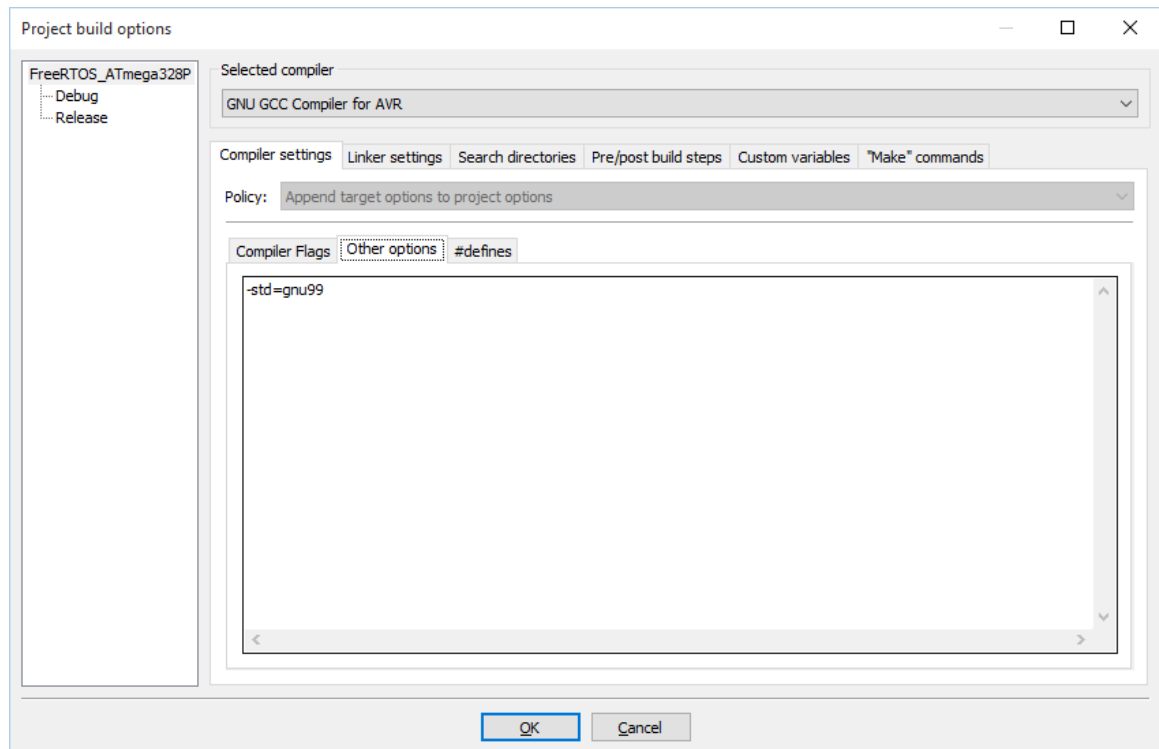 Project build options
FreeRTOS_ATmega328P
Debug
Release
Selected compiler
GNU GCC Compiler for AVR
Compiler settings Linker settings Search directories Pre/post build steps Custom variables "Make" commands
Policy: Append target options to project options
Compiler Flags Other options #defines
-std=gnu99
OK Cancel